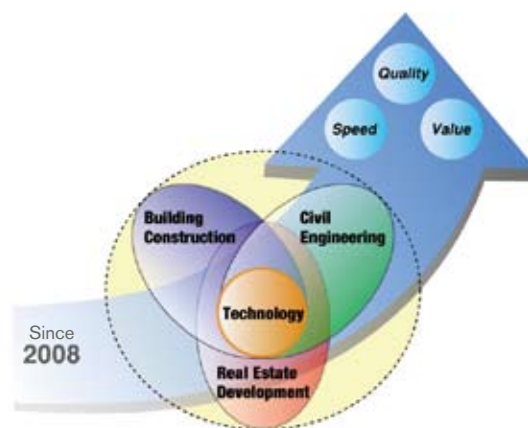 Quality
Speed
Value
Building
Construction
Civil
Engineering
Technology
Since
2008
Real Estate
Development